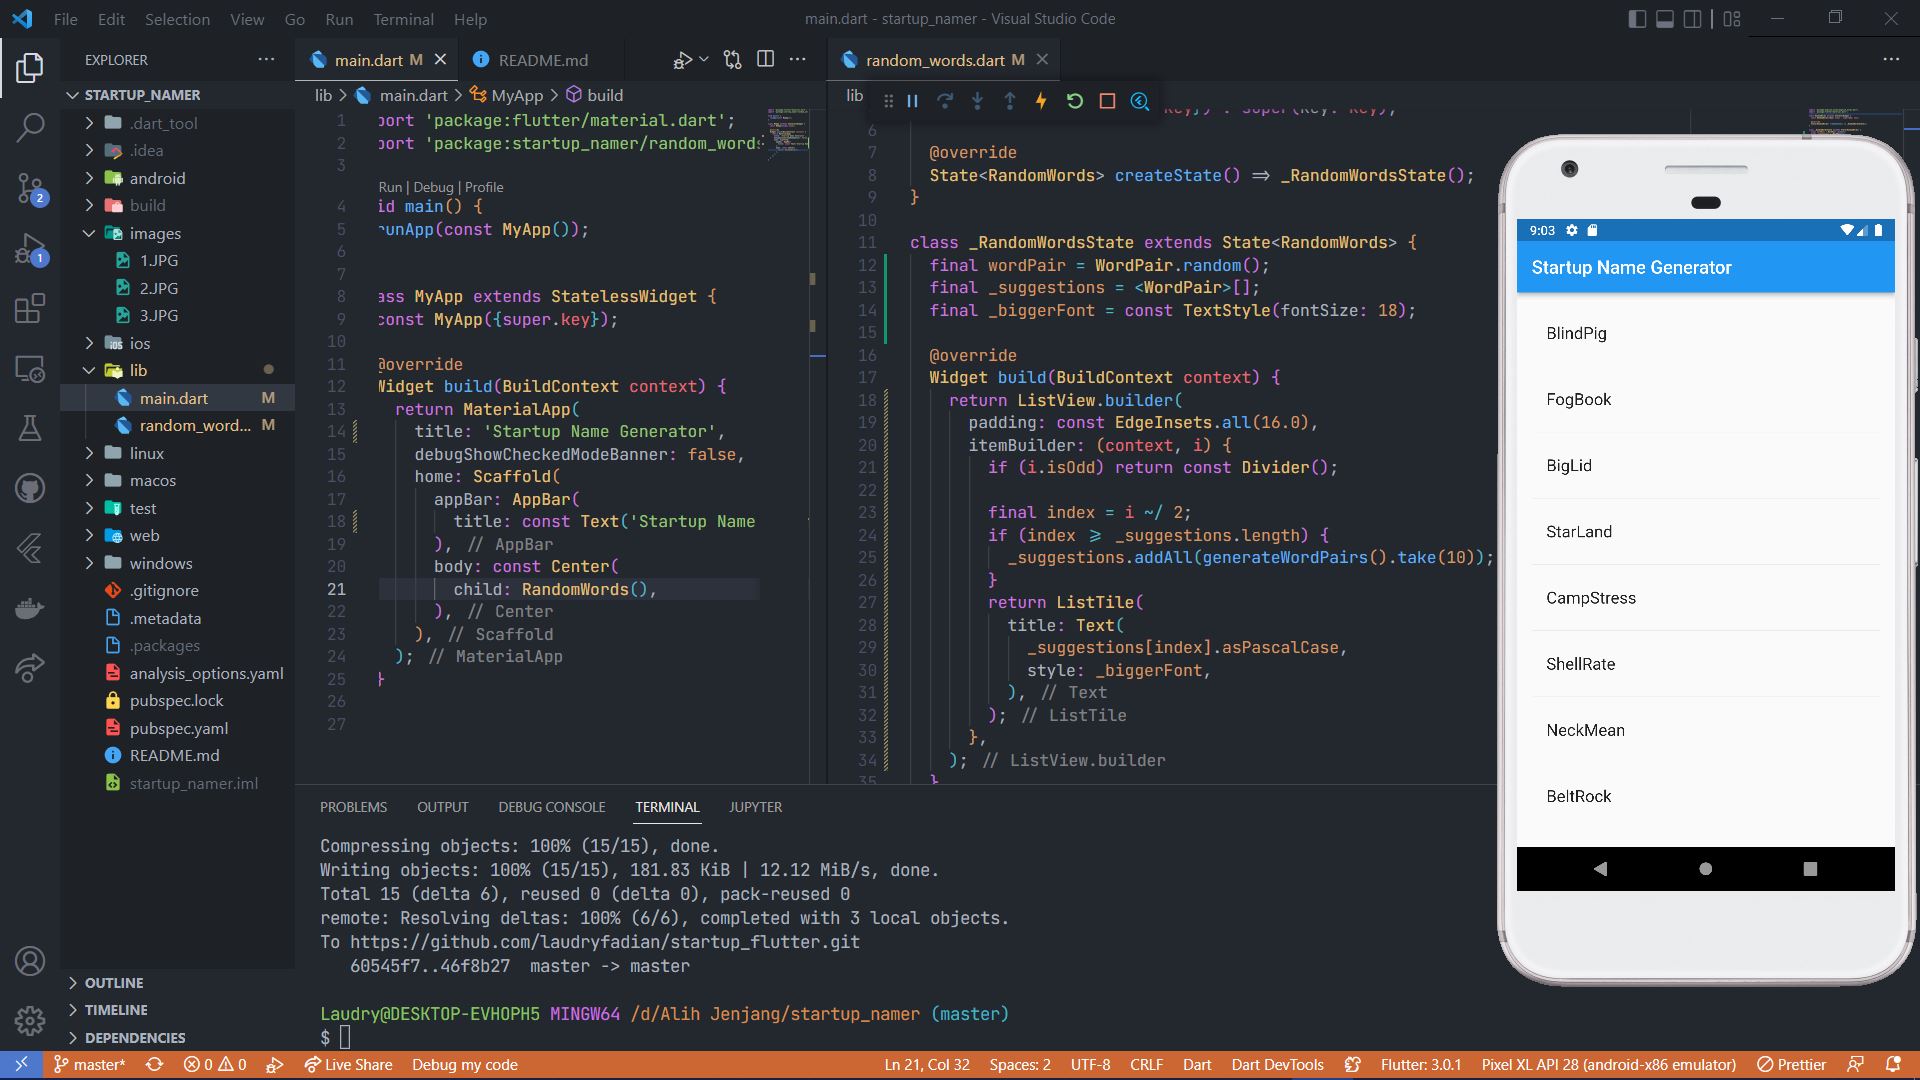 File Edit Selection View Go Run Terminal Help
main.dart - startup_namer - Visual Studio Code
EXPLORER
STARTUP_NAMER
.dart_tool
.idea
android
build
images
1.JPG
2.JPG
3.JPG
ios
lib
main.dart M
random_word... M
linux
macos
test
web
windows
.gitignore
.metadata
.packages
analysis_options.yaml
pubspec.lock
pubspec.yaml
README.md
startup_namer.iml
OUTLINE
TIMELINE
DEPENDENCIES
2
1
main.dart M
README.md
lib > main.dart > MyApp > build
1 port 'package:flutter/material.dart';
2 port 'package:startup_namer/random_words
3
Run | Debug | Profile
4 id main() {
5 runApp(const MyApp());
6
7
8 ass MyApp extends StatelessWidget {
9 const MyApp({super.key});
10
11 @override
12 Widget build(BuildContext context) {
13 return MaterialApp(
14 title: 'Startup Name Generator',
15 debugShowCheckedModeBanner: false,
16 home: Scaffold(
17 appBar: AppBar(
18 title: const Text('Startup Name
19 ), // AppBar
20 body: const Center(
21 child: RandomWords(),
22 ), // Center
23 ), // Scaffold
24 ); // MaterialApp
25 }
26
27
random_words.dart M
lib
key}) : super(key: key);
6
7 @override
8 State<RandomWords> createState() => _RandomWordsState();
9 }
10
11 class _RandomWordsState extends State<RandomWords> {
12 final wordPair = WordPair.random();
13 final _suggestions = <WordPair>[];
14 final _biggerFont = const TextStyle(fontSize: 18);
15
16 @override
17 Widget build(BuildContext context) {
18 return ListView.builder(
19 padding: const EdgeInsets.all(16.0),
20 itemBuilder: (context, i) {
21 if (i.isOdd) return const Divider();
22
23 final index = i ~/ 2;
24 if (index >= _suggestions.length) {
25 _suggestions.addAll(generateWordPairs().take(10));
26 }
27 return ListTile(
28 title: Text(
29 _suggestions[index].asPascalCase,
30 style: _biggerFont,
31 ), // Text
32 ); // ListTile
33 },
34 ); // ListView.builder
35 }
9:03
Startup Name Generator
BlindPig
FogBook
BigLid
StarLand
CampStress
ShellRate
NeckMean
BeltRock
PROBLEMS OUTPUT DEBUG CONSOLE TERMINAL JUPYTER
Compressing objects: 100% (15/15), done.
Writing objects: 100% (15/15), 181.83 KiB | 12.12 MiB/s, done.
Total 15 (delta 6), reused 0 (delta 0), pack-reused 0
remote: Resolving deltas: 100% (6/6), completed with 3 local objects.
To https://github.com/laudryfadian/startup_flutter.git
60545f7..46f8b27 master -> master
Laudry@DESKTOP-EVHOPH5 MINGW64 /d/Alih Jenjang/startup_namer (master)
$
master* 0 0 Live Share Debug my code Ln 21, Col 32 Spaces: 2 UTF-8 CRLF Dart Dart DevTools Flutter: 3.0.1 Pixel XL API 28 (android-x86 emulator) Prettier